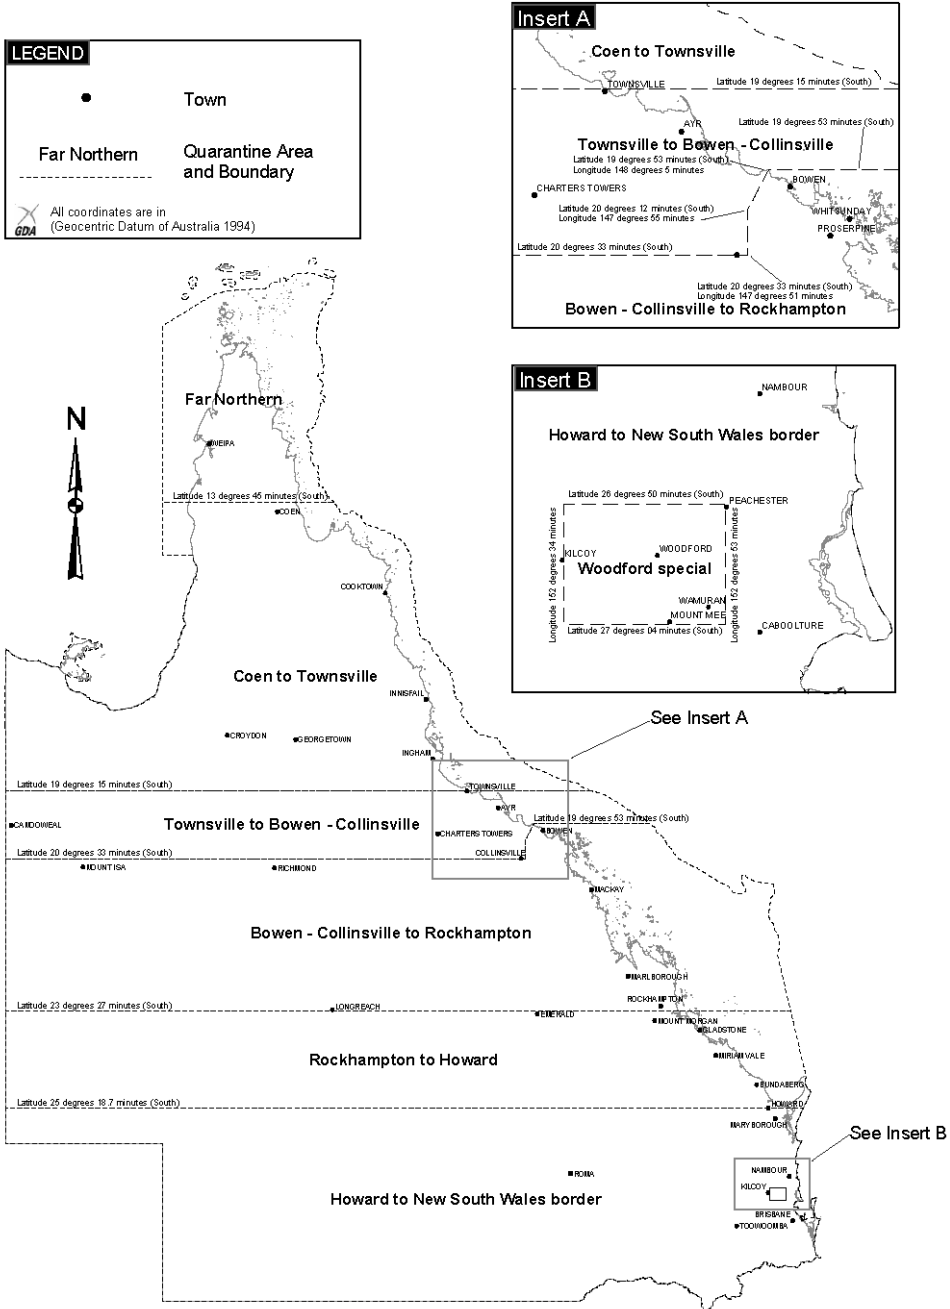 LEGEND
Town
Far Northern
Quarantine Area
and Boundary
GDA
All coordinates are in
(Geocentric Datum of Australia 1994)
Insert A
Coen to Townsville
Latitude 19 degrees 15 minutes (South)
TOWNSVILLE
AYR
Latitude 19 degrees 53 minutes (South)
Townsville to Bowen - Collinsville
Latitude 19 degrees 53 minutes (South)
Longitude 148 degrees 5 minutes
BOWEN
CHARTERS TOWERS
Latitude 20 degrees 12 minutes (South)
Longitude 147 degrees 55 minutes
WHITSUNDAY
PROSERPINE
Latitude 20 degrees 33 minutes (South)
Latitude 20 degrees 33 minutes (South)
Longitude 147 degrees 51 minutes
Bowen - Collinsville to Rockhampton
Insert B
NAMBOUR
Howard to New South Wales border
Latitude 26 degrees 50 minutes (South)
PEACHESTER
Longitude 152 degrees 34 minutes
Longitude 152 degrees 53 minutes
KILCOY
WOODFORD
Woodford special
WAMURAN
MOUNT MEE
Latitude 27 degrees 04 minutes (South)
CABOOLTURE
N
Far Northern
WEIPA
Latitude 13 degrees 45 minutes (South)
COEN
COOKTOWN
Coen to Townsville
INNISFAIL
See Insert A
CROYDON
GEORGETOWN
INGHAM
Latitude 19 degrees 15 minutes (South)
TOWNSVILLE
AYR
CAMOOWEAL
Townsville to Bowen - Collinsville
Latitude 19 degrees 53 minutes (South)
CHARTERS TOWERS
BOWEN
Latitude 20 degrees 33 minutes (South)
COLLINSVILLE
MOUNT ISA
RICHMOND
MACKAY
Bowen - Collinsville to Rockhampton
MARLBOROUGH
ROCKHAMPTON
Latitude 23 degrees 27 minutes (South)
LONGREACH
EMERALD
MOUNT MORGAN
GLADSTONE
Rockhampton to Howard
MIRIAM VALE
BUNDABERG
Latitude 25 degrees 18.7 minutes (South)
HOWARD
MARYBOROUGH
See Insert B
NAMBOUR
ROMA
KILCOY
Howard to New South Wales border
BRISBANE
TOOWOOMBA